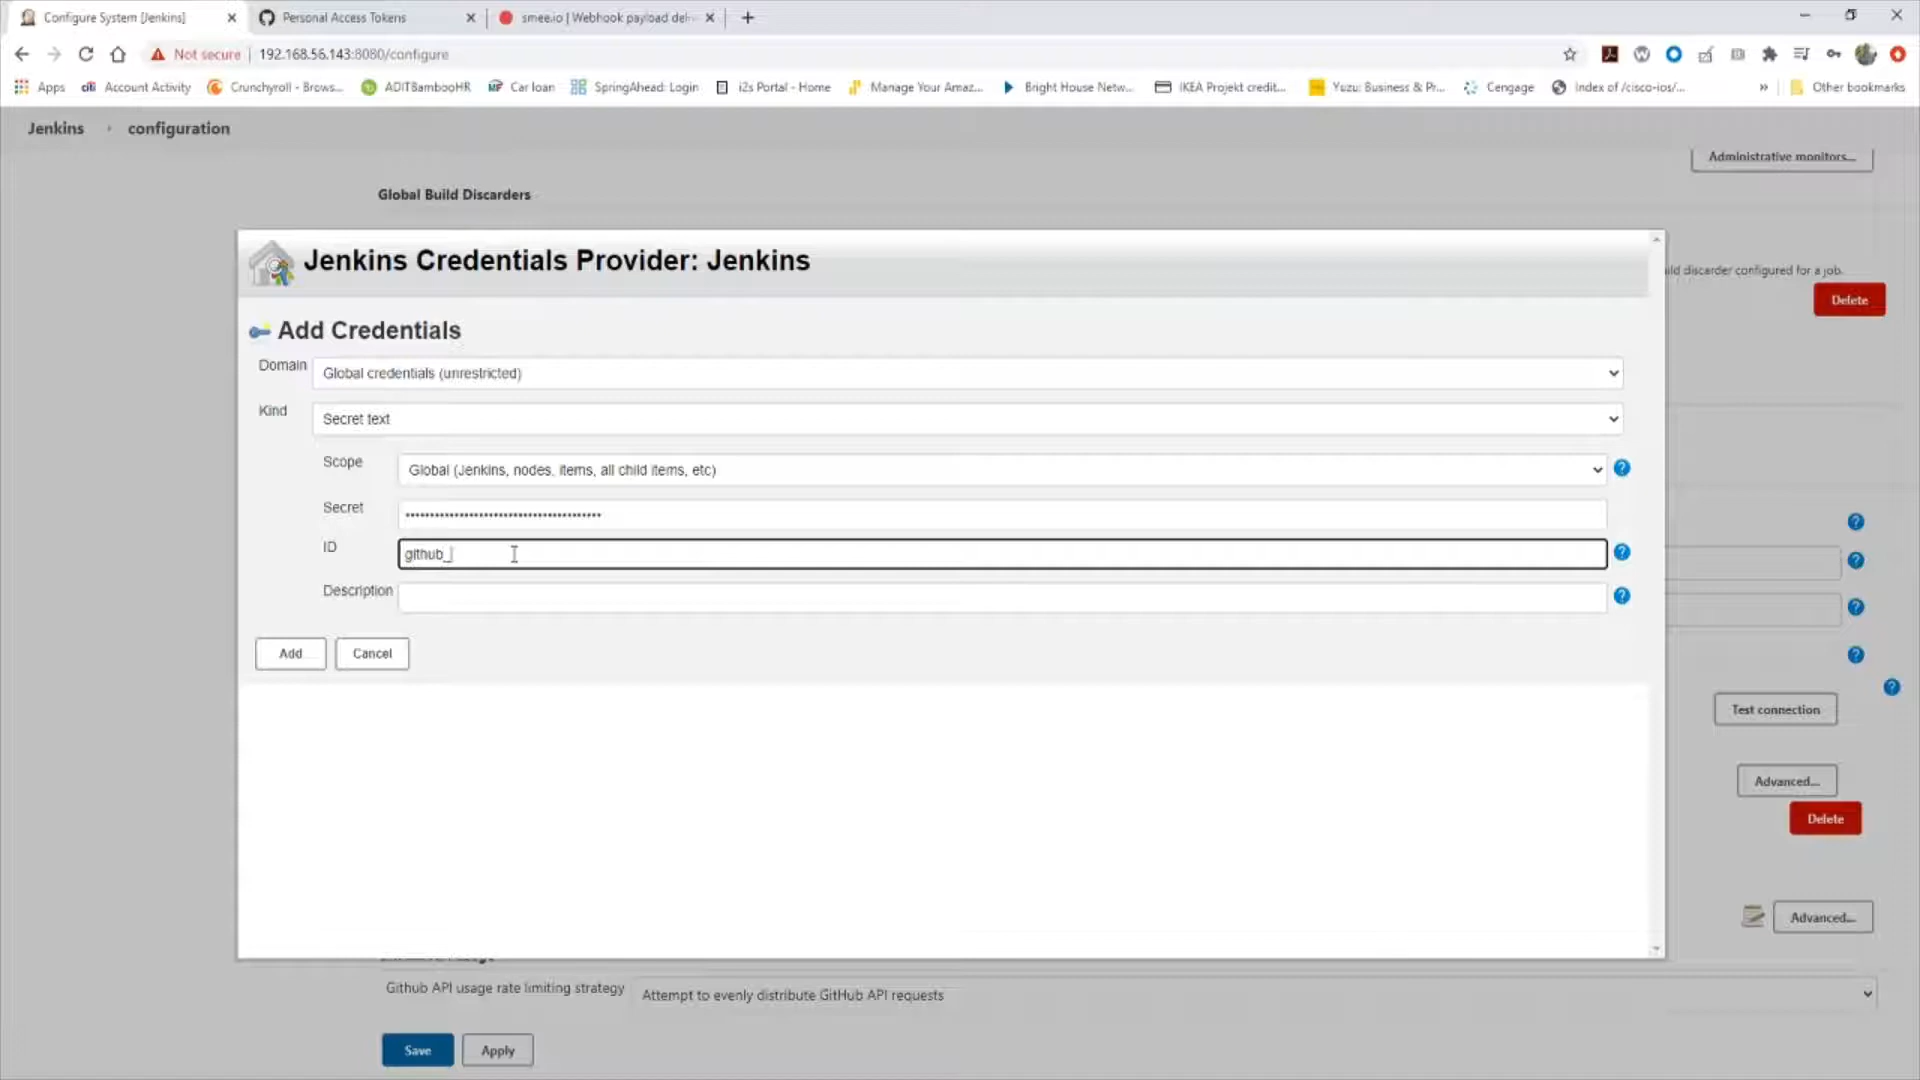 Configure System [Jenkins]
Personal Access Tokens
smee.io | Webhook payload deli
Not secure
192.168.56.143:8080/configure
Apps
citi Account Activity
Crunchyroll - Brows...
ADITBambooHR
Car loan
SpringAhead: Login
i2s Portal - Home
Manage Your Amaz...
Bright House Netw...
IKEA Projekt credit...
Yuzu: Business & Pr...
Cengage
Index of /cisco-ios/...
»
Other bookmarks
Jenkins
configuration
Administrative monitors...
Global Build Discarders
Jenkins Credentials Provider: Jenkins
ild discarder configured for a job.
Delete
Add Credentials
Domain
Global credentials (unrestricted)
Kind
Secret text
Scope
Global (Jenkins, nodes, items, all child items, etc)
Secret
••••••••••••••••••••••••••••••••••••••••
ID
github_
Description
Add
Cancel
Test connection
Advanced...
Delete
Advanced...
Github API usage rate limiting strategy
Attempt to evenly distribute GitHub API requests
Save
Apply